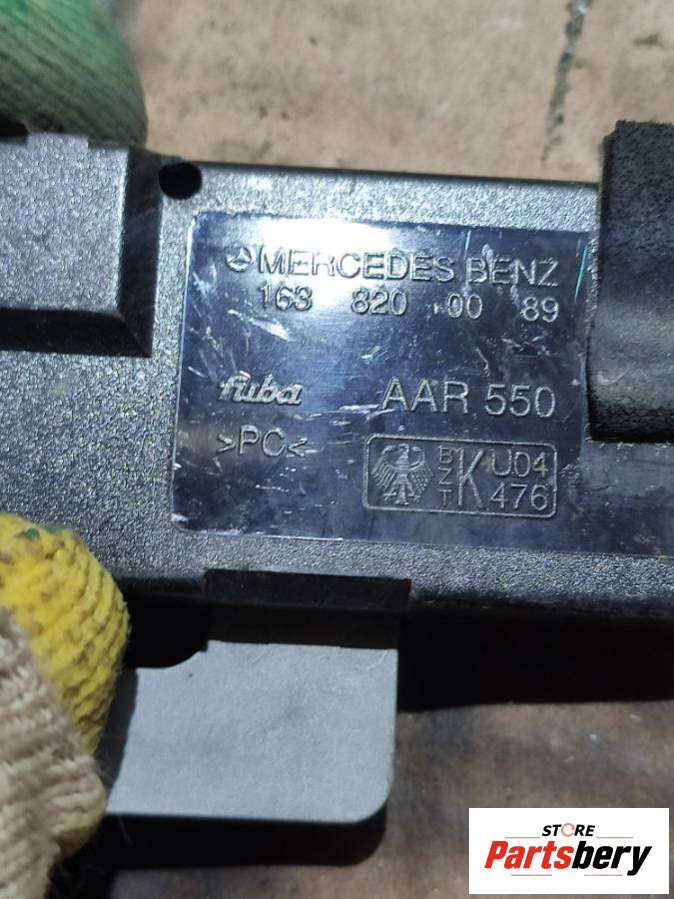 MERCEDES BENZ
163 820 00 89
fuba AAR 550
>PC<
BZT K U04 476
STORE
Partsbery